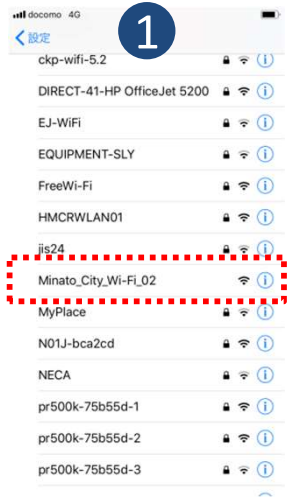 docomo 4G
1
設定
ckp-wifi-5.2
DIRECT-41-HP OfficeJet 5200
EJ-WiFi
EQUIPMENT-SLY
FreeWi-Fi
HMCRWLAN01
jis24
Minato_City_Wi-Fi_02
MyPlace
N01J-bca2cd
NECA
pr500k-75b55d-1
pr500k-75b55d-2
pr500k-75b55d-3